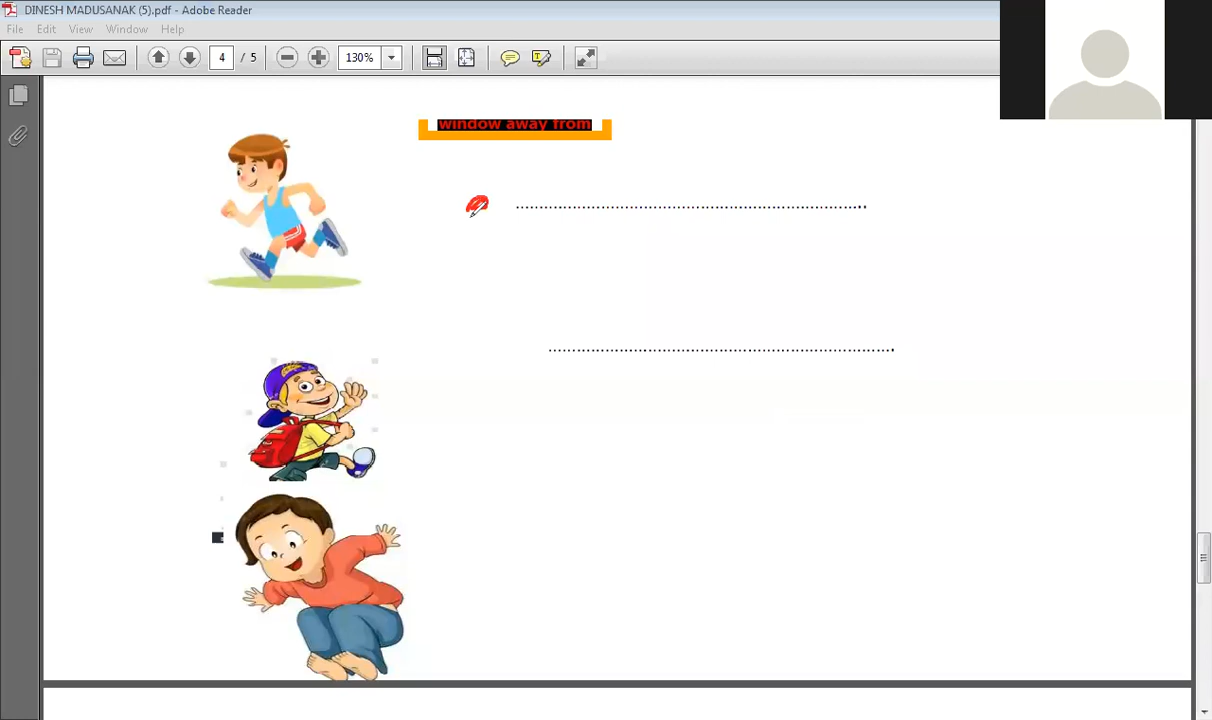 DINESH MADUSANAK (5).pdf - Adobe Reader
File Edit View Window Help
4 / 5 130%
window away from